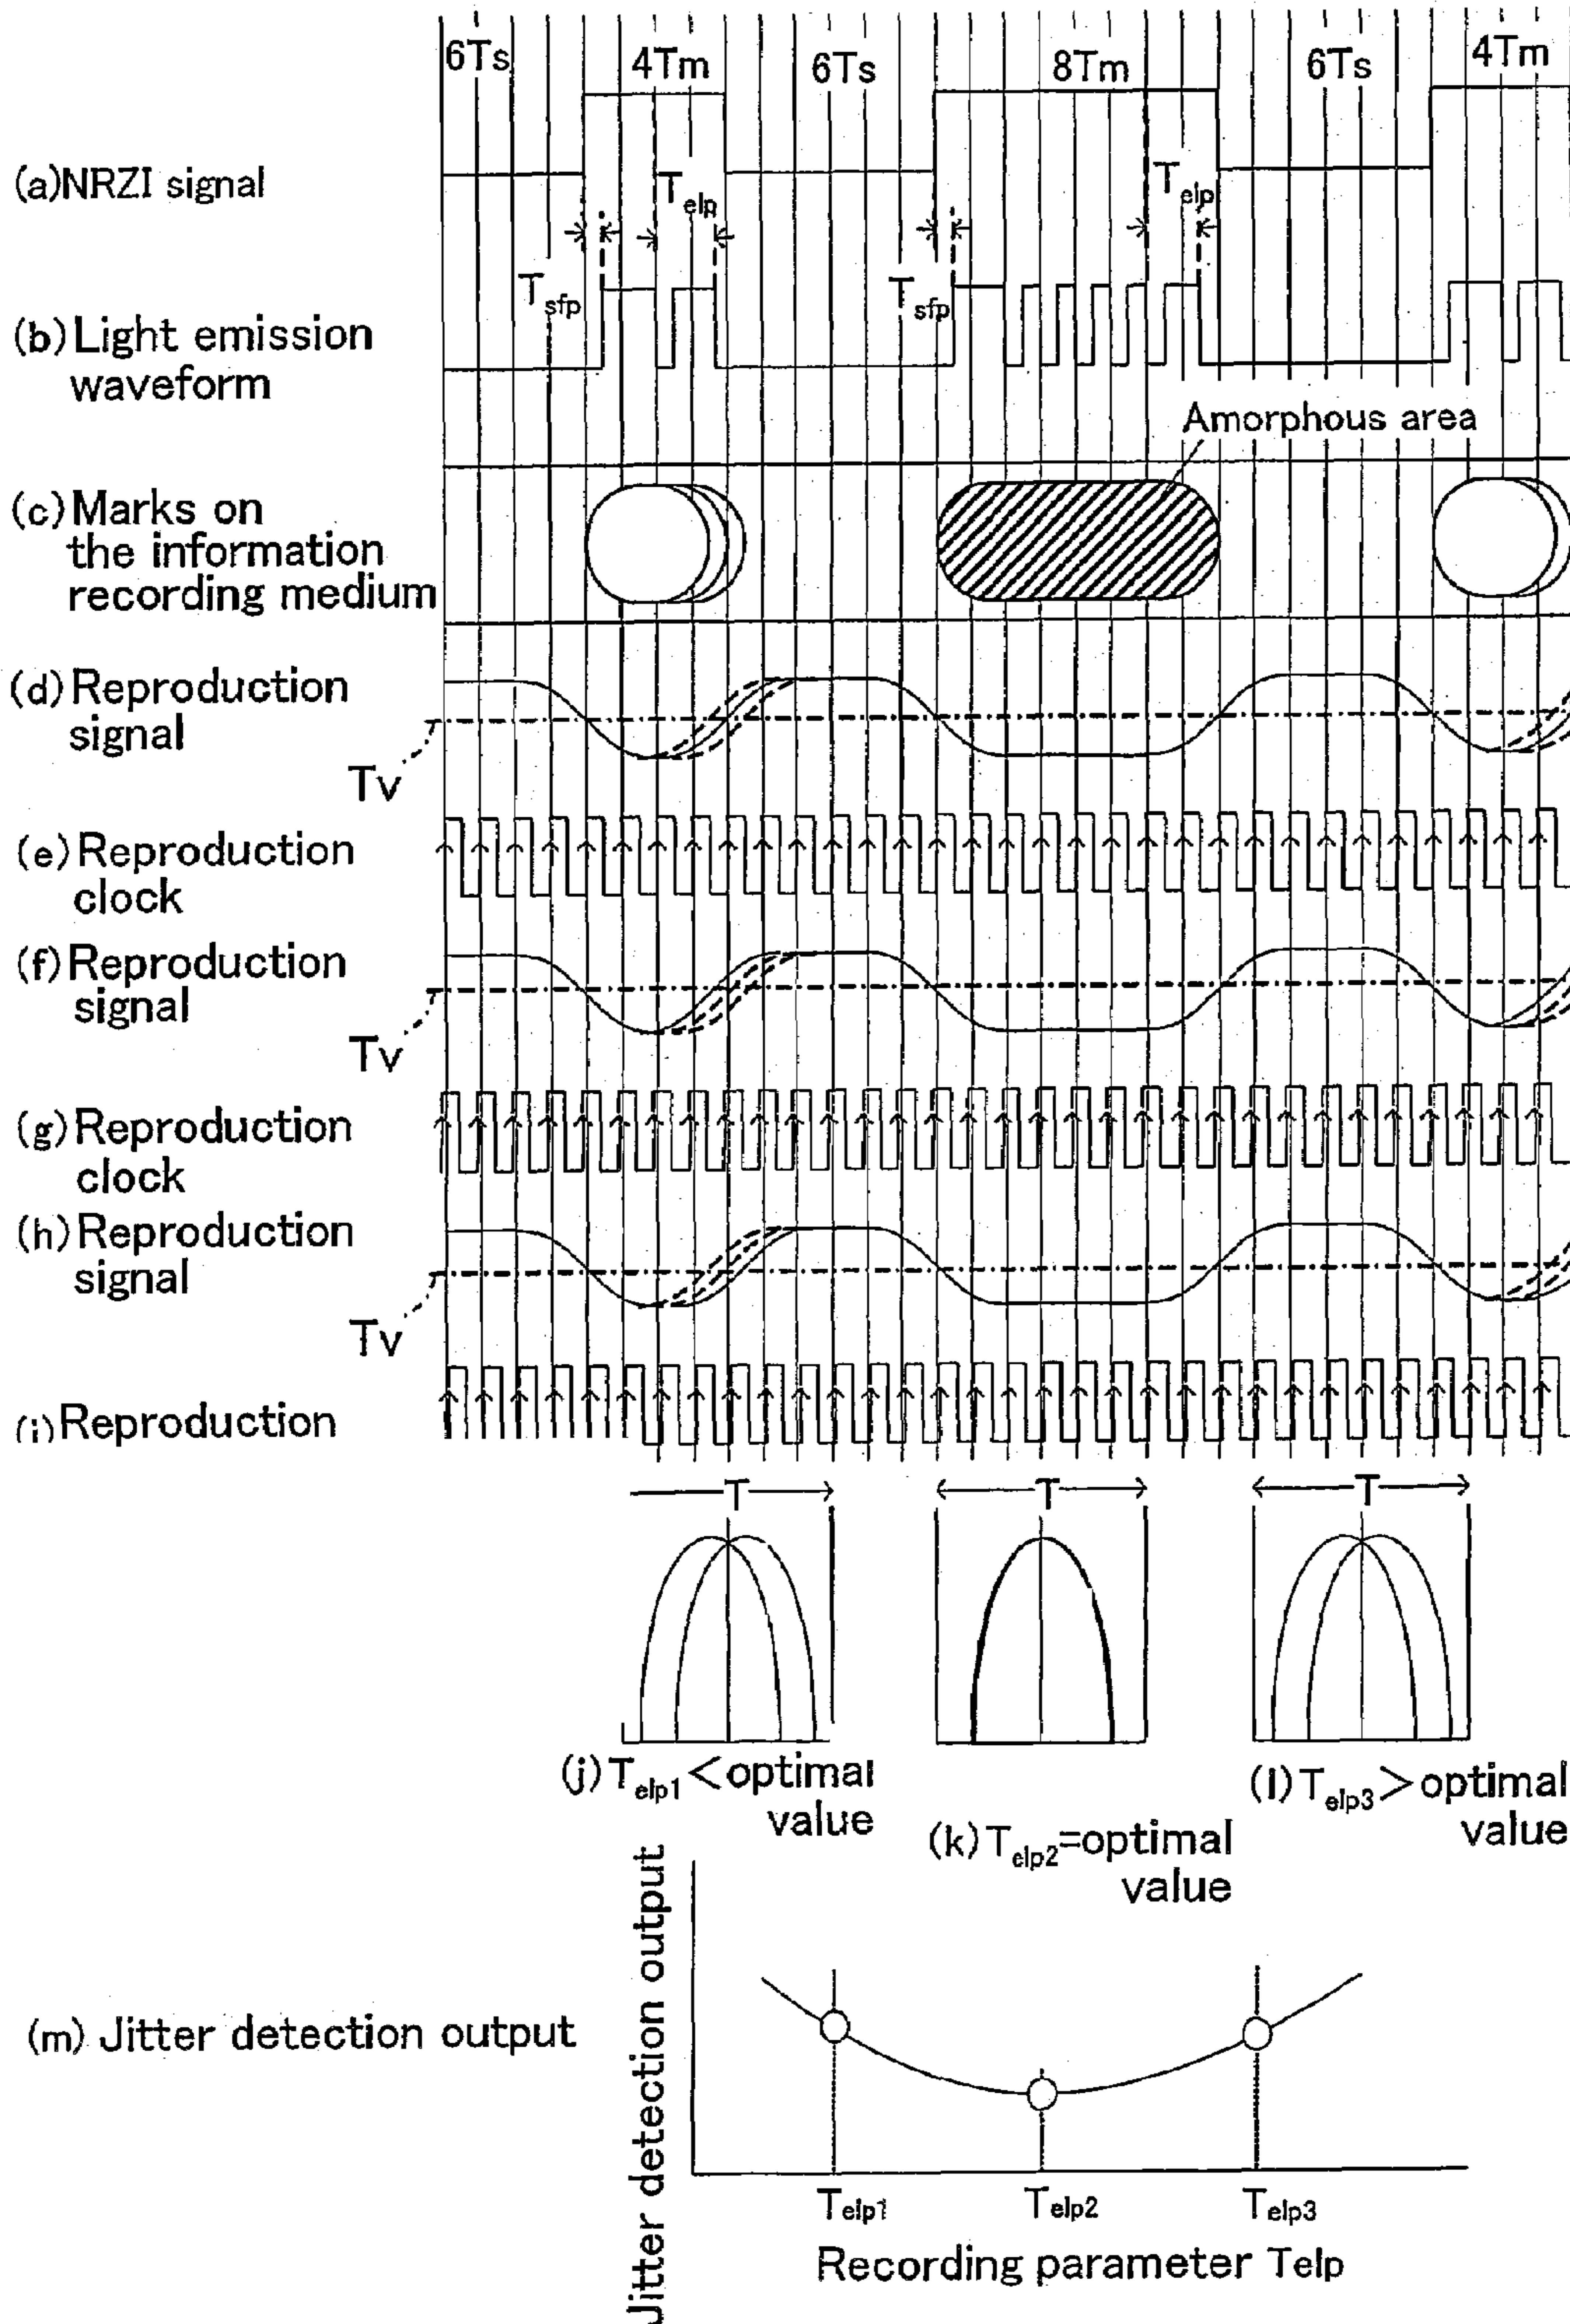 6Ts 4Tm 6Ts 8Tm 6Ts 4Tm
(a)NRZI signal
Telp Telp
Tsfp Tsfp
(b)Light emission
waveform
Amorphous area
(c)Marks on
the information
recording medium
(d)Reproduction
signal
Tv
(e)Reproduction
clock
(f)Reproduction
signal
Tv
(g)Reproduction
clock
(h)Reproduction
signal
Tv
(i)Reproduction
T T T
(j)Telp1<optimal
value
(k)Telp2=optimal
value
(l)Telp3>optimal
value
(m) Jitter detection output
Jitter detection output
Telp1 Telp2 Telp3
Recording parameter Telp